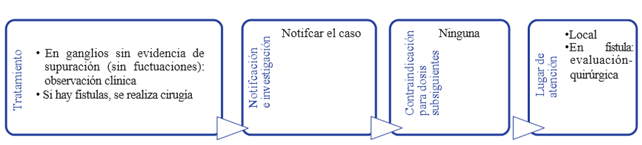 Tratamiento
• En ganglios sin evidencia de
supuración (sin fuctuaciones):
observación clínica
• Si hay fístulas, se realiza cirugía
Notifcación
e investigación
Notifcar el caso
Contraindicación
para dosis
subsiguientes
Ninguna
Lugar de
atención
•Local
•En fístula:
evaluación-
quirúrgica